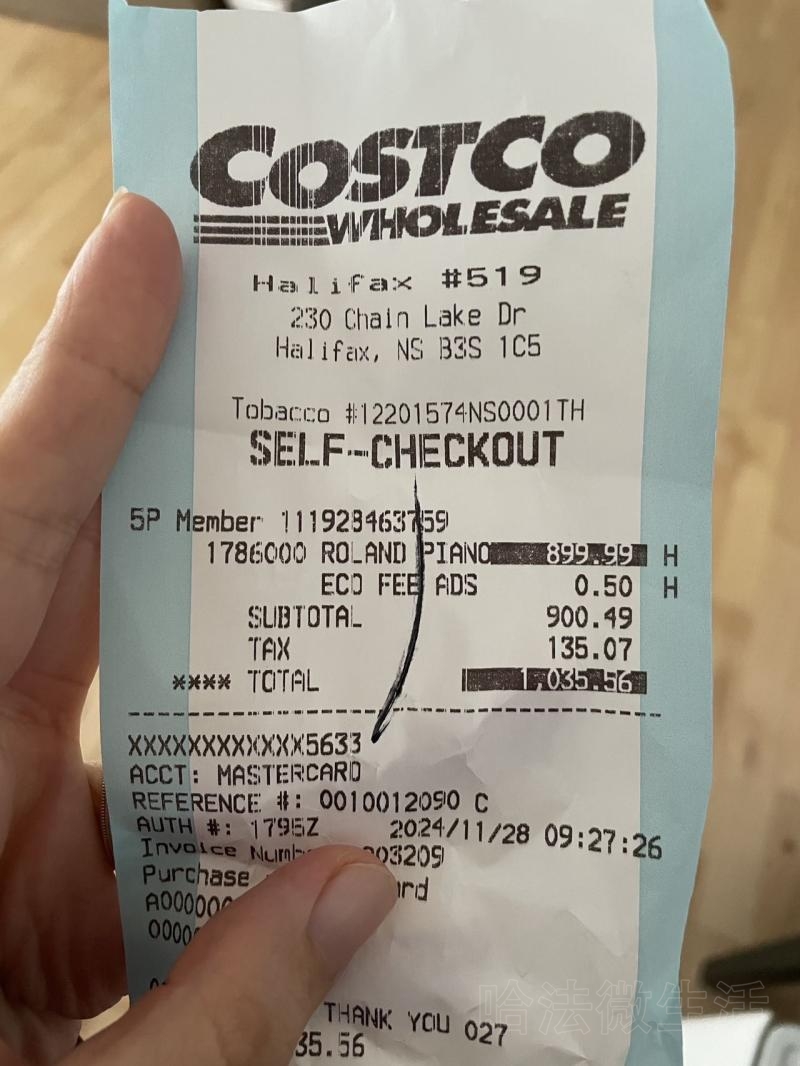 COSTCO
WHOLESALE
Halifax #519
230 Chain Lake Dr
Halifax, NS B3S 1C5
Tobacco #12201574NS0001TH
SELF-CHECKOUT
5P Member 111928463759
1786000 ROLAND PIANO 899.99 H
ECO FEE ADS 0.50 H
SUBTOTAL 900.49
TAX 135.07
**** TOTAL 1,035.56
XXXXXXXXXXXX5633
ACCT: MASTERCARD
REFERENCE #: 0010012090 C
AUTH #: 1795Z 2024/11/28 09:27:26
Invoice 03209
Purchase
THANK YOU 027
35.56
哈法微生活